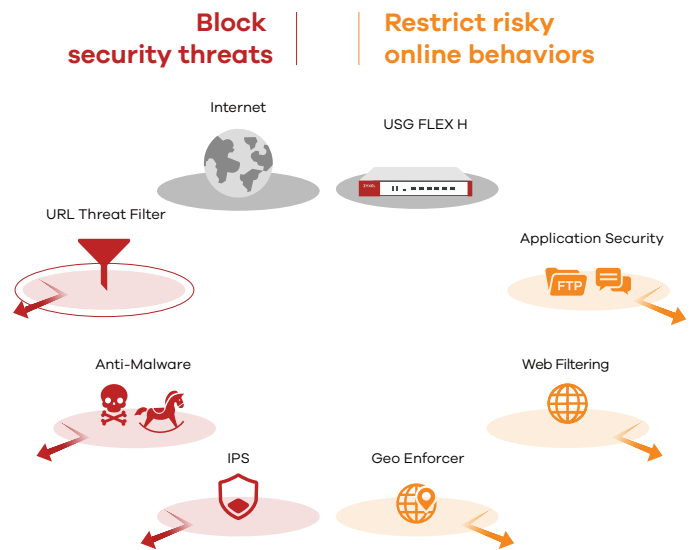 Block
security threats
Restrict risky
online behaviors
Internet
USG FLEX H
ZYXEL
URL Threat Filter
Application Security
FTP
Anti-Malware
Web Filtering
IPS
Geo Enforcer